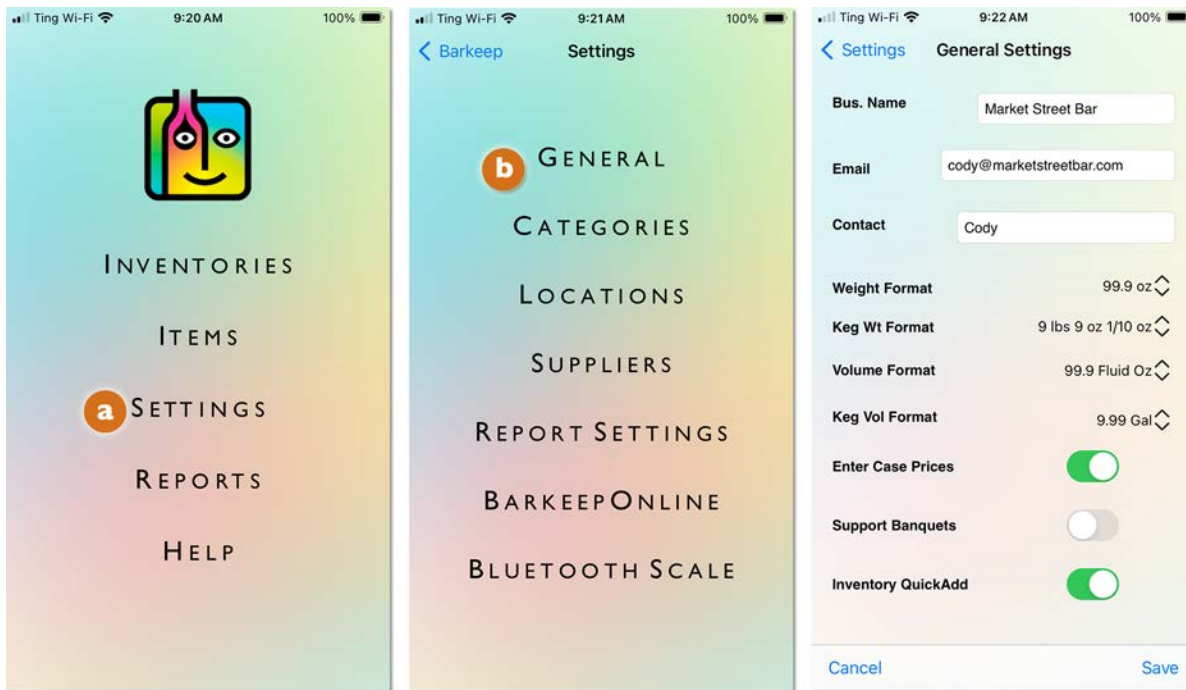 Ting Wi-Fi 9:20 AM 100%
INVENTORIES
ITEMS
a SETTINGS
REPORTS
HELP
Ting Wi-Fi 9:21 AM 100%
Barkeep Settings
b GENERAL
CATEGORIES
LOCATIONS
SUPPLIERS
REPORT SETTINGS
BARKEEPONLINE
BLUETOOTH SCALE
Ting Wi-Fi 9:22 AM 100%
Settings General Settings
Bus. Name Market Street Bar
Email cody@marketstreetbar.com
Contact Cody
Weight Format 99.9 oz
Keg Wt Format 9 lbs 9 oz 1/10 oz
Volume Format 99.9 Fluid Oz
Keg Vol Format 9.99 Gal
Enter Case Prices
Support Banquets
Inventory QuickAdd
Cancel Save